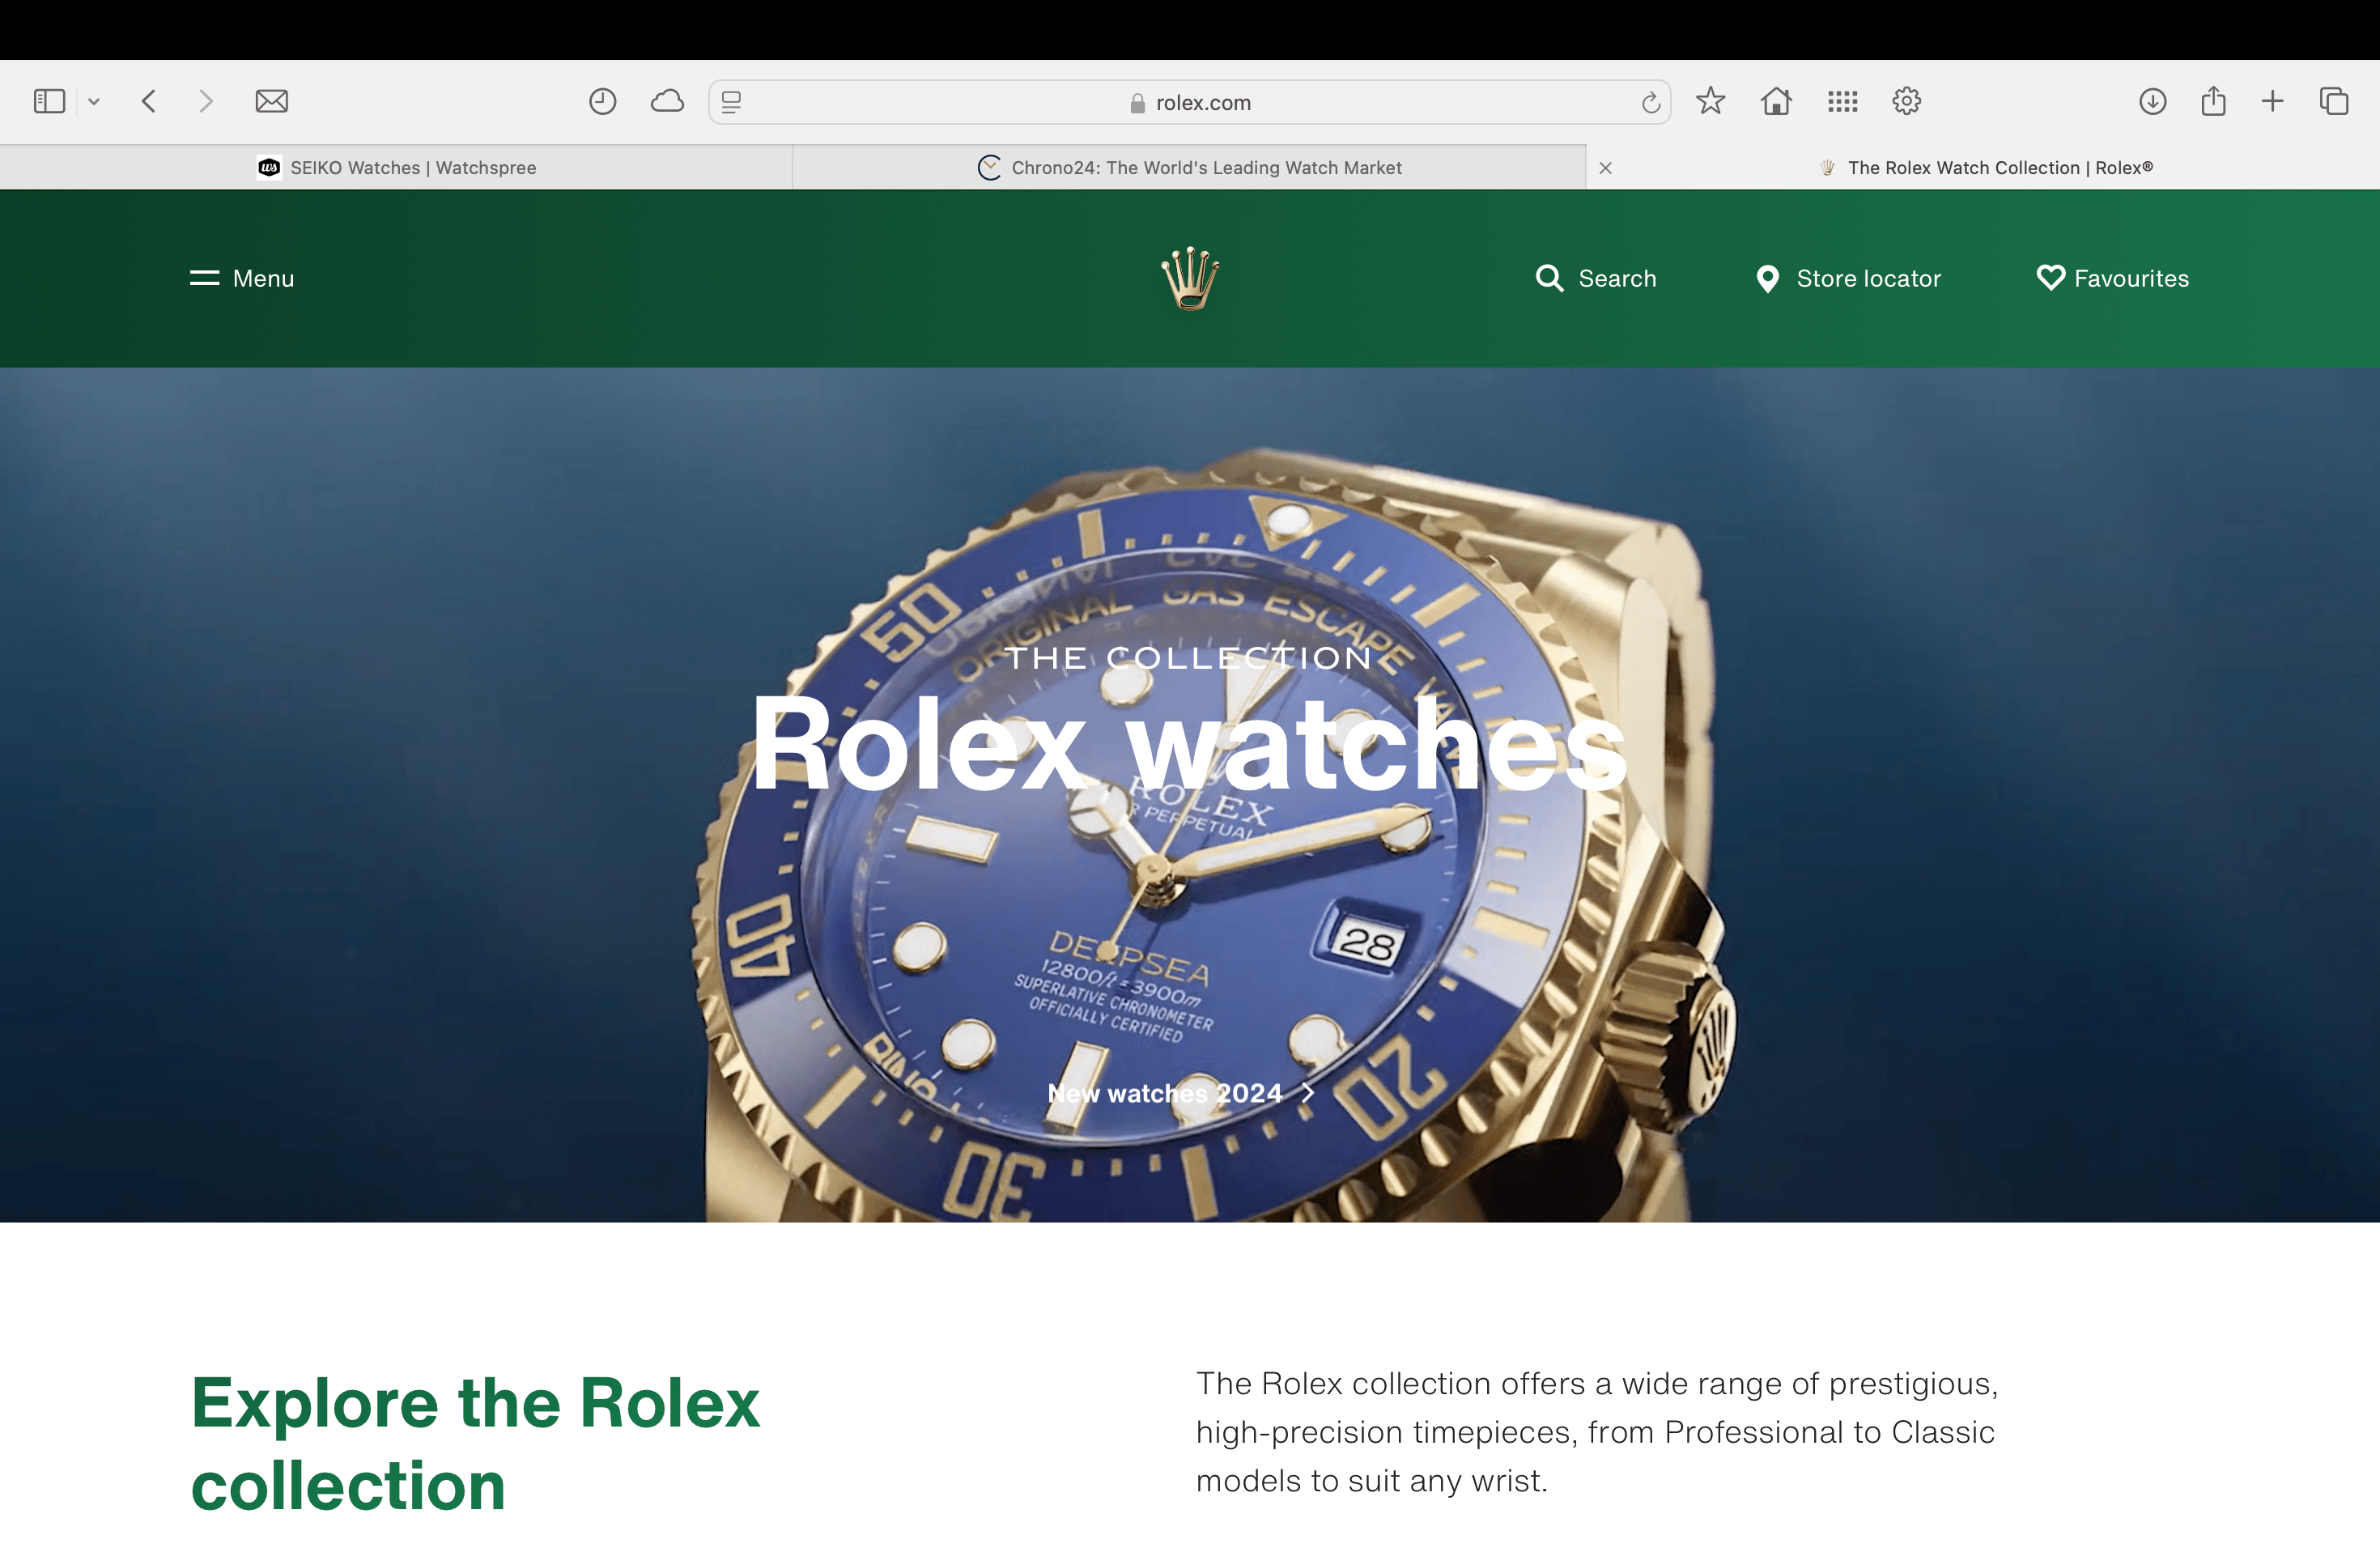 rolex.com
SEIKO Watches | Watchspree
Chrono24: The World's Leading Watch Market
The Rolex Watch Collection | Rolex®
Menu
Search
Store locator
Favourites
50
ORIGINAL GAS ESCAPE
THE COLLECTION
Rolex watches
ROLEX
PERPETUAL
40
28
DEEPSEA
12800ft = 3900m
SUPERLATIVE CHRONOMETER
OFFICIALLY CERTIFIED
RING
20
New watches 2024
30
Explore the Rolex
collection
The Rolex collection offers a wide range of prestigious,
high-precision timepieces, from Professional to Classic
models to suit any wrist.